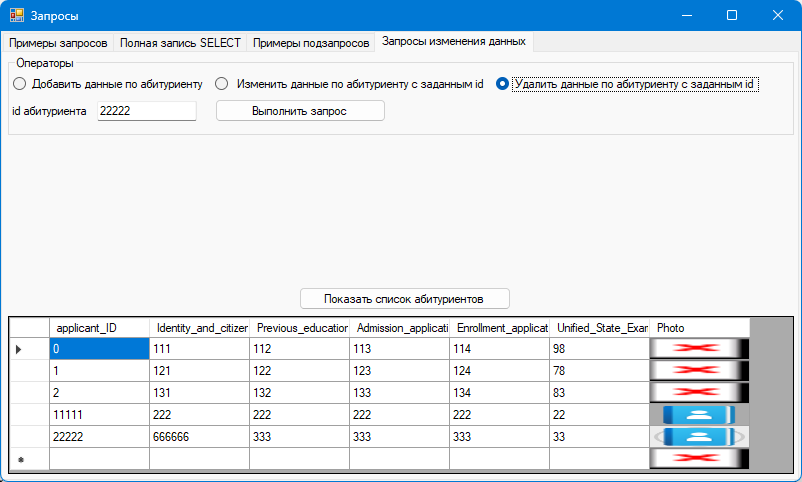 Запросы
Примеры запросов Полная запись SELECT Примеры подзапросов Запросы изменения данных
Операторы
Добавить данные по абитуриенту Изменить данные по абитуриенту с заданным id Удалить данные по абитуриенту с заданным id
id абитуриента 22222 Выполнить запрос
Показать список абитуриентов
applicant_ID Identity_and_citizer Previous_educatior Admission_applicati Enrollment_applicat Unified_State_Exar Photo
0 111 112 113 114 98
1 121 122 123 124 78
2 131 132 133 134 83
11111 222 222 222 222 22
22222 666666 333 333 333 33